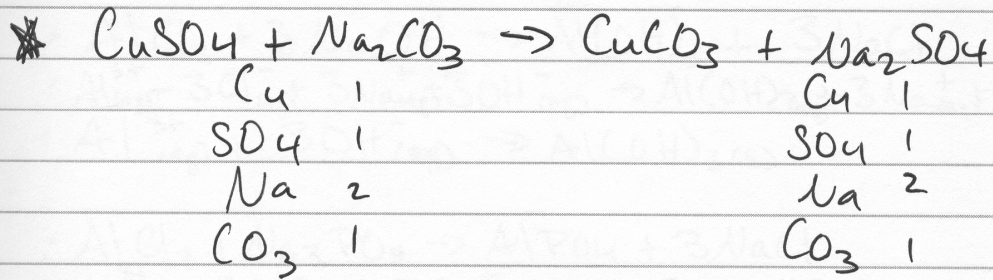 * CuSO4 + Na2CO3 → CuCO3 + Na2SO4
Cu 1 Cu 1
SO4 1 SO4 1
Na 2 Na 2
CO3 1 CO3 1